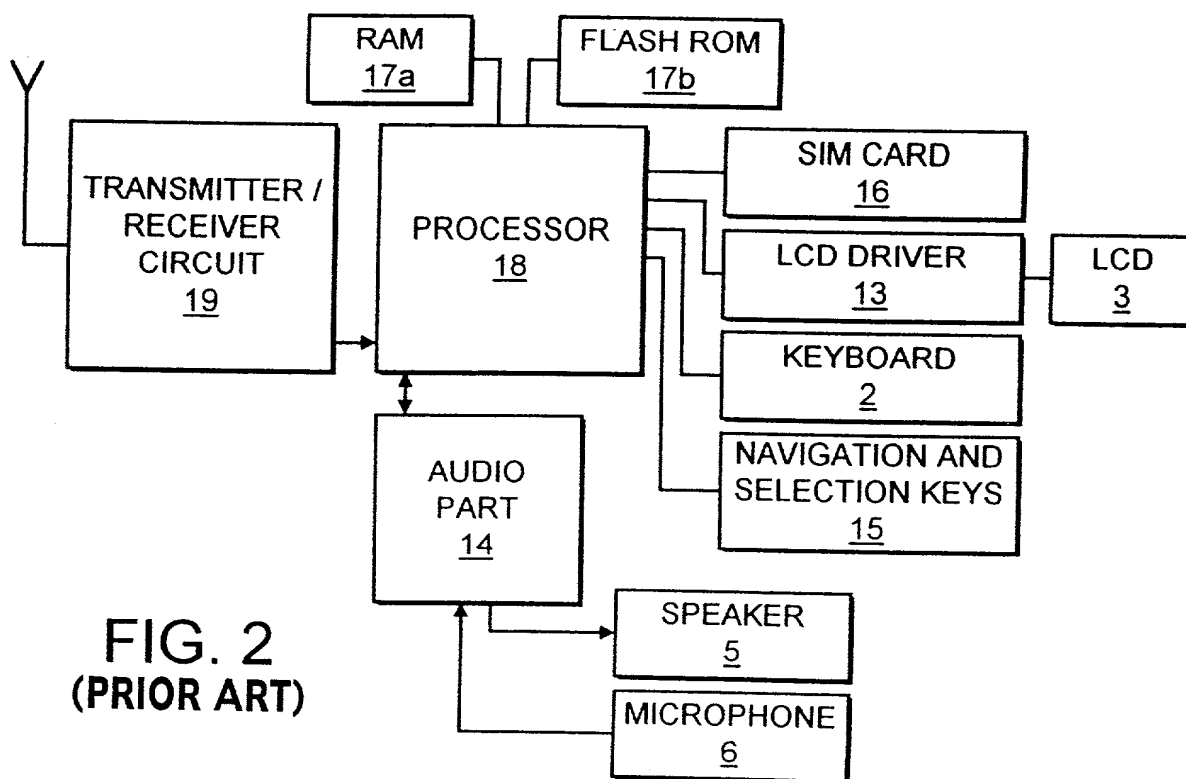 RAM
17a
FLASH ROM
17b
TRANSMITTER /
RECEIVER
CIRCUIT
19
PROCESSOR
18
SIM CARD
16
LCD DRIVER
13
LCD
3
KEYBOARD
2
NAVIGATION AND
SELECTION KEYS
15
AUDIO
PART
14
SPEAKER
5
MICROPHONE
6
FIG. 2
(PRIOR ART)